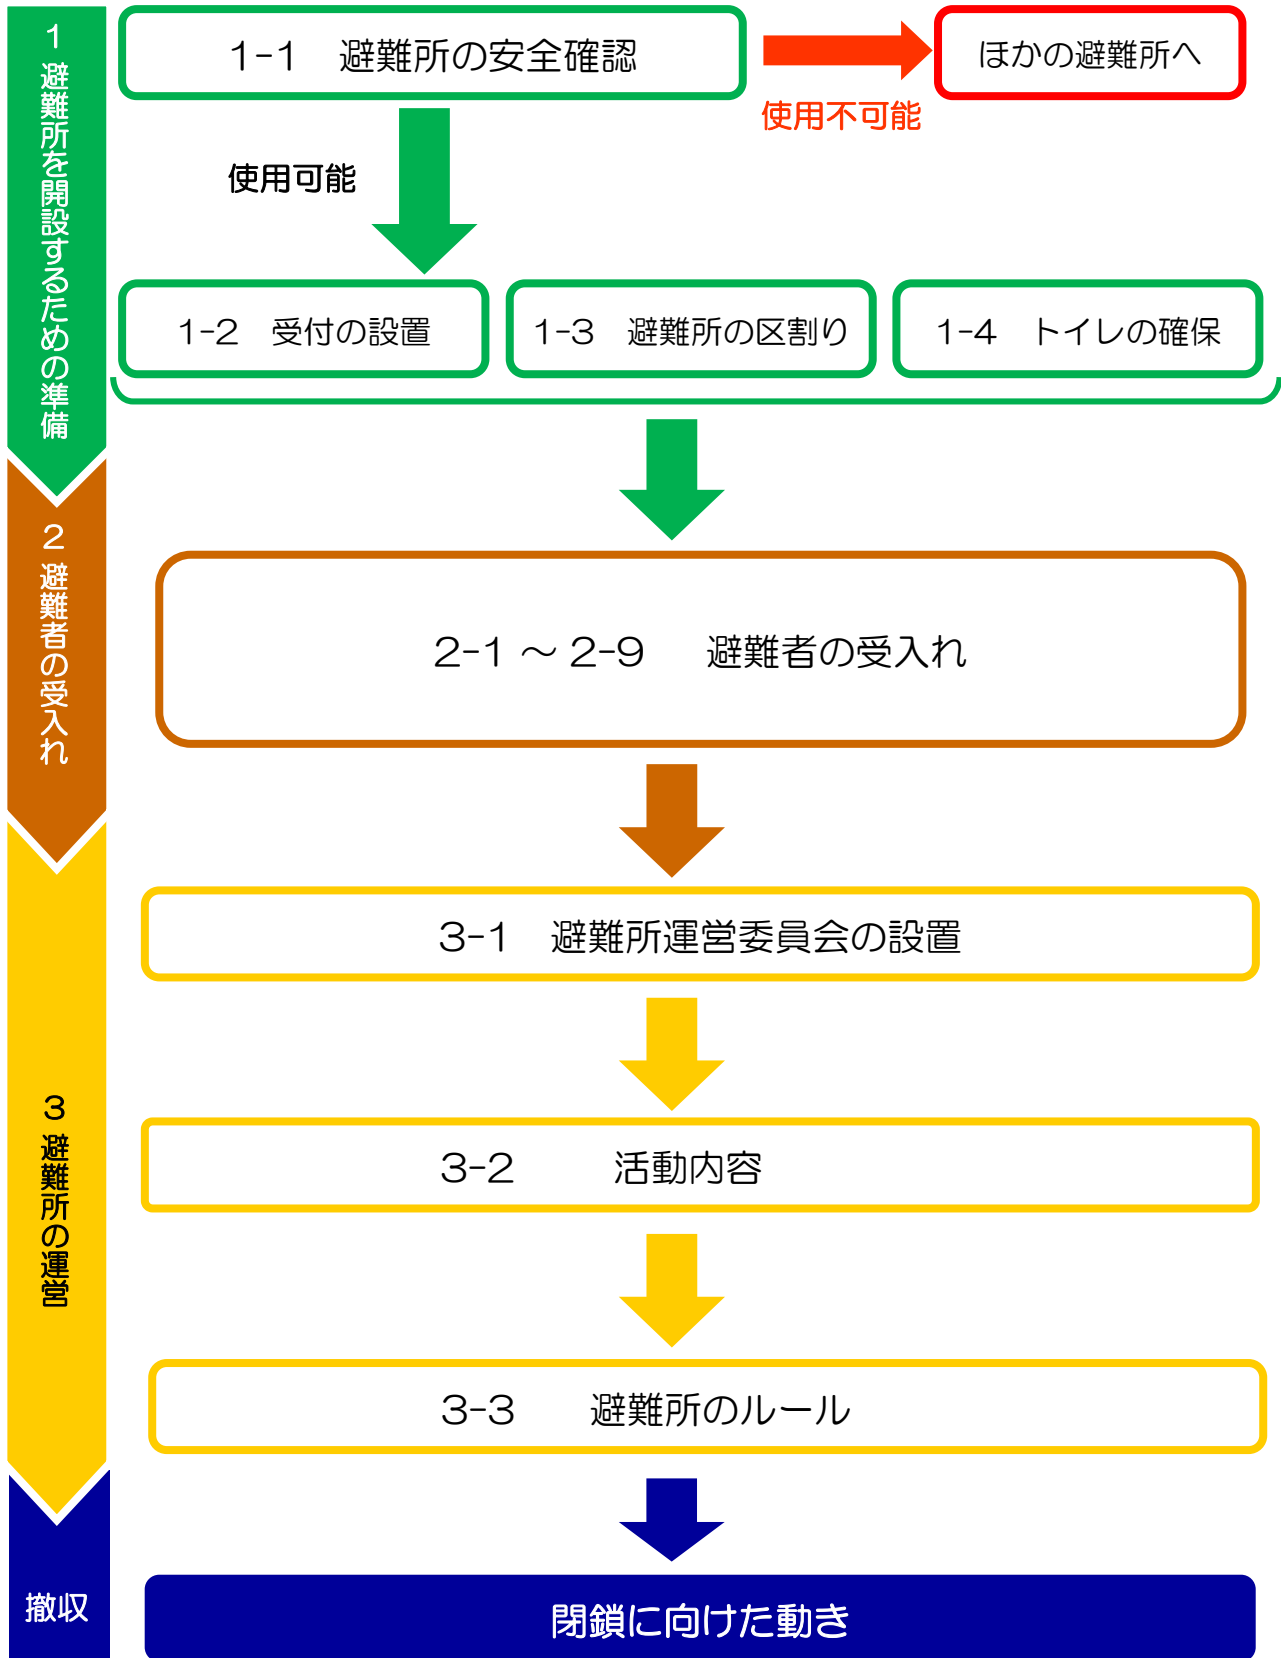 1 避難所を開設するための準備
1-1 避難所の安全確認
ほかの避難所へ
使用不可能
使用可能
1-2 受付の設置
1-3 避難所の区割り
1-4 トイレの確保
2 避難者の受入れ
2-1 ～ 2-9 避難者の受入れ
3 避難所の運営
3-1 避難所運営委員会の設置
3-2 活動内容
3-3 避難所のルール
撤収
閉鎖に向けた動き